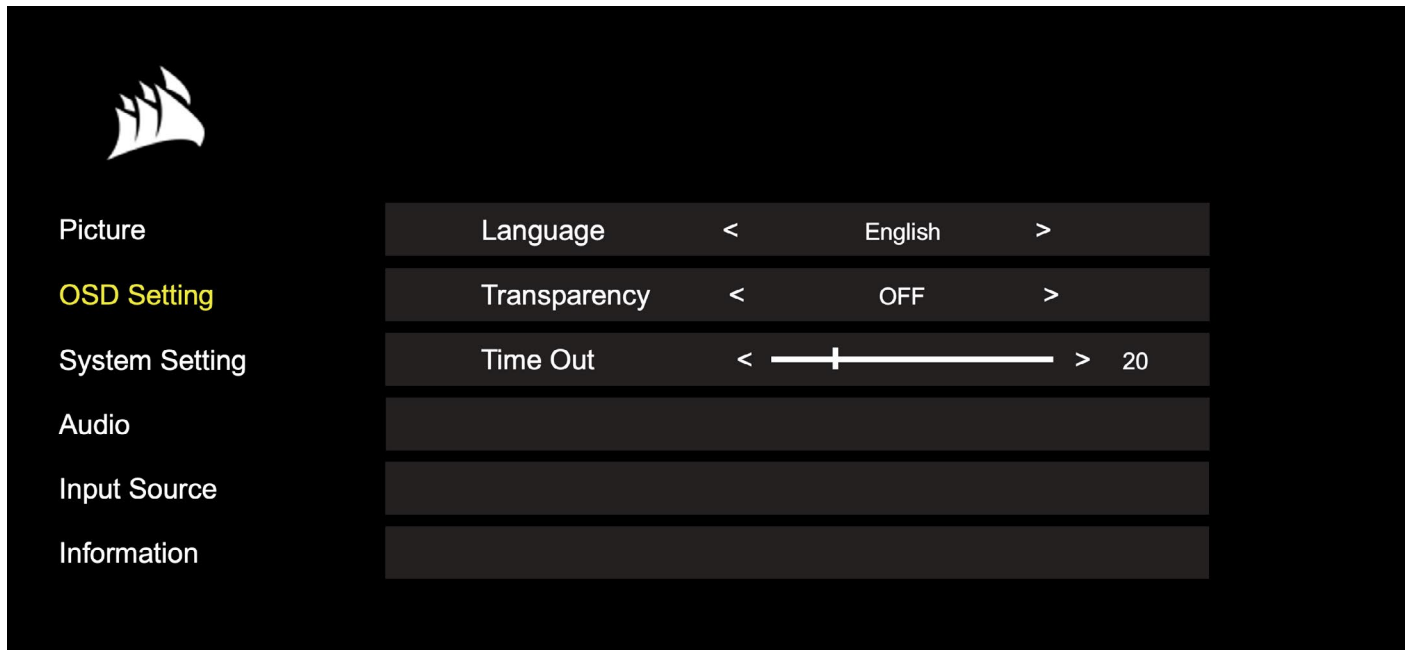 Picture
Language < English >
OSD Setting
Transparency < OFF >
System Setting
Time Out < > 20
Audio
Input Source
Information